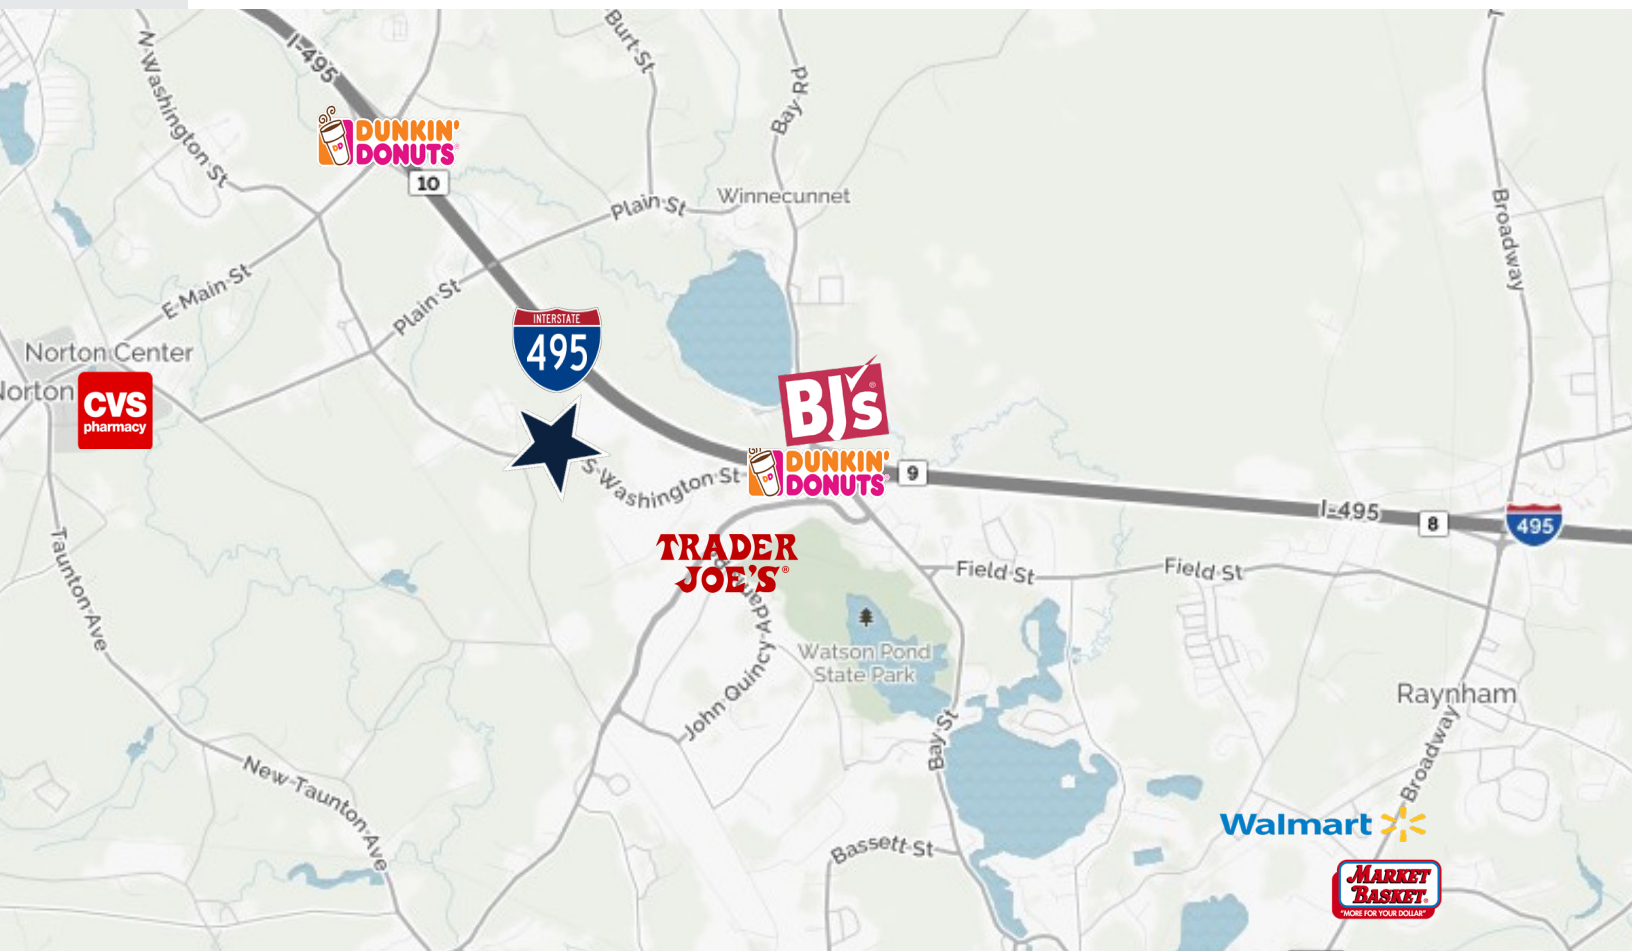 I-495
N-Washington-St
Burt-St
Bay-Rd
DUNKIN'
DONUTS
10
Plain-St
Winnecunnet
Broadway
E-Main-St
Plain-St
INTERSTATE
495
Norton Center
Norton
CVS
pharmacy
BJ's
®
DUNKIN'
DONUTS
9
S-Washington-St
I-495
8
495
TRADER
JOE'S®
Field-St
Field-St
Taunton-Ave
John-Quincy-Adams-Rd
Watson Pond
State Park
Raynham
Bay-St
Broadway
New-Taunton-Ave
Walmart
Bassett-St
MARKET
BASKET®
"MORE FOR YOUR DOLLAR"